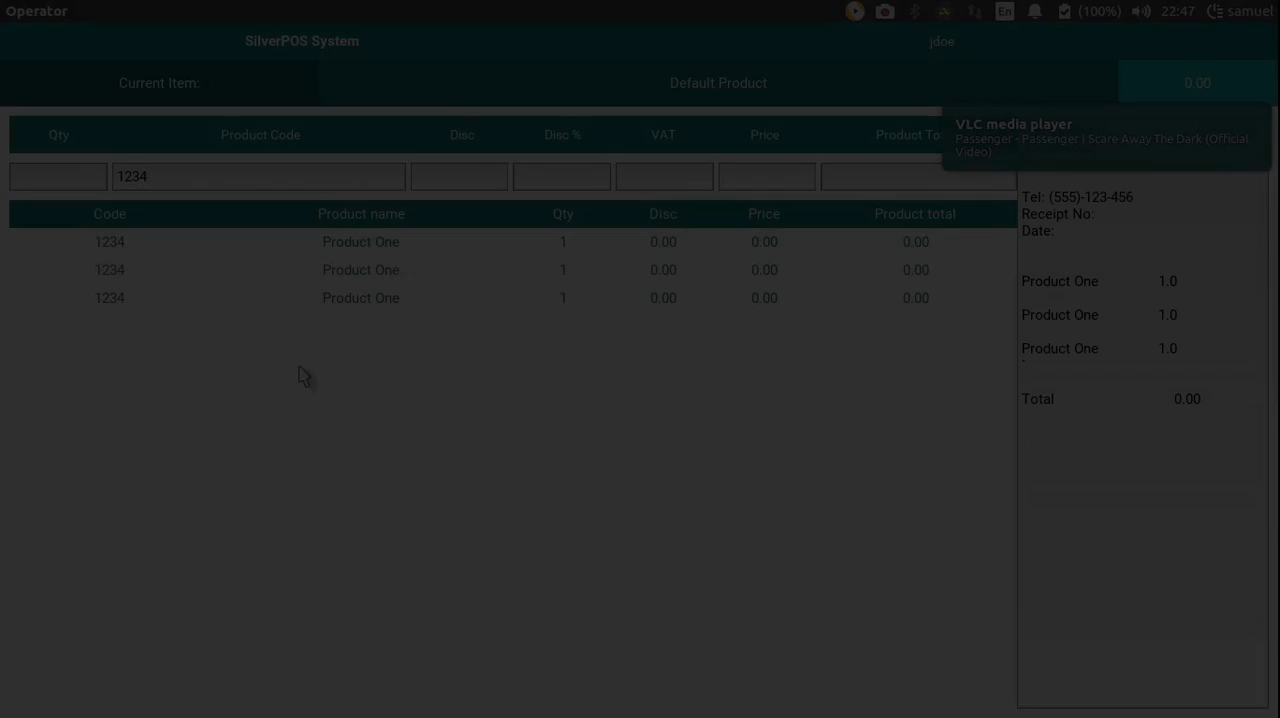 Operator
En
(100%)
22:47
samuel
SilverPOS System
jdoe
Current Item:
Default Product
0.00
VLC media player
Passenger - Passenger | Scare Away The Dark (Official
Video)
Qty
Product Code
Disc
Disc %
VAT
Price
Product To
1234
Tel: (555)-123-456
Receipt No:
Date:
Code
Product name
Qty
Disc
Price
Product total
1234
Product One
1
0.00
0.00
0.00
1234
Product One
1
0.00
0.00
0.00
1234
Product One
1
0.00
0.00
0.00
Product One
1.0
Product One
1.0
Product One
1.0
Total
0.00